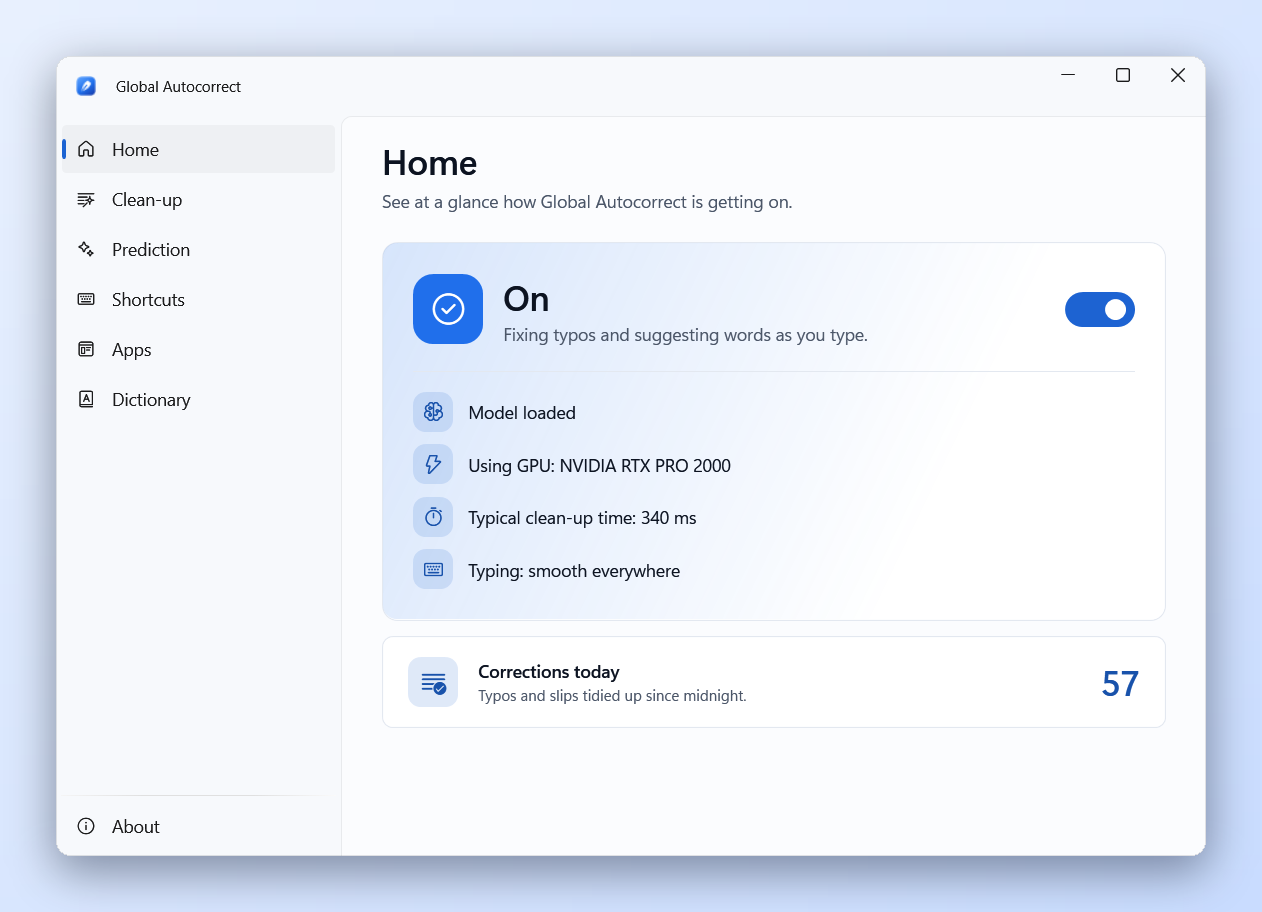 Global Autocorrect
Home
Clean-up
Prediction
Shortcuts
Apps
Dictionary
About
Home
See at a glance how Global Autocorrect is getting on.
On
Fixing typos and suggesting words as you type.
Model loaded
Using GPU: NVIDIA RTX PRO 2000
Typical clean-up time: 340 ms
Typing: smooth everywhere
Corrections today
Typos and slips tidied up since midnight.
57